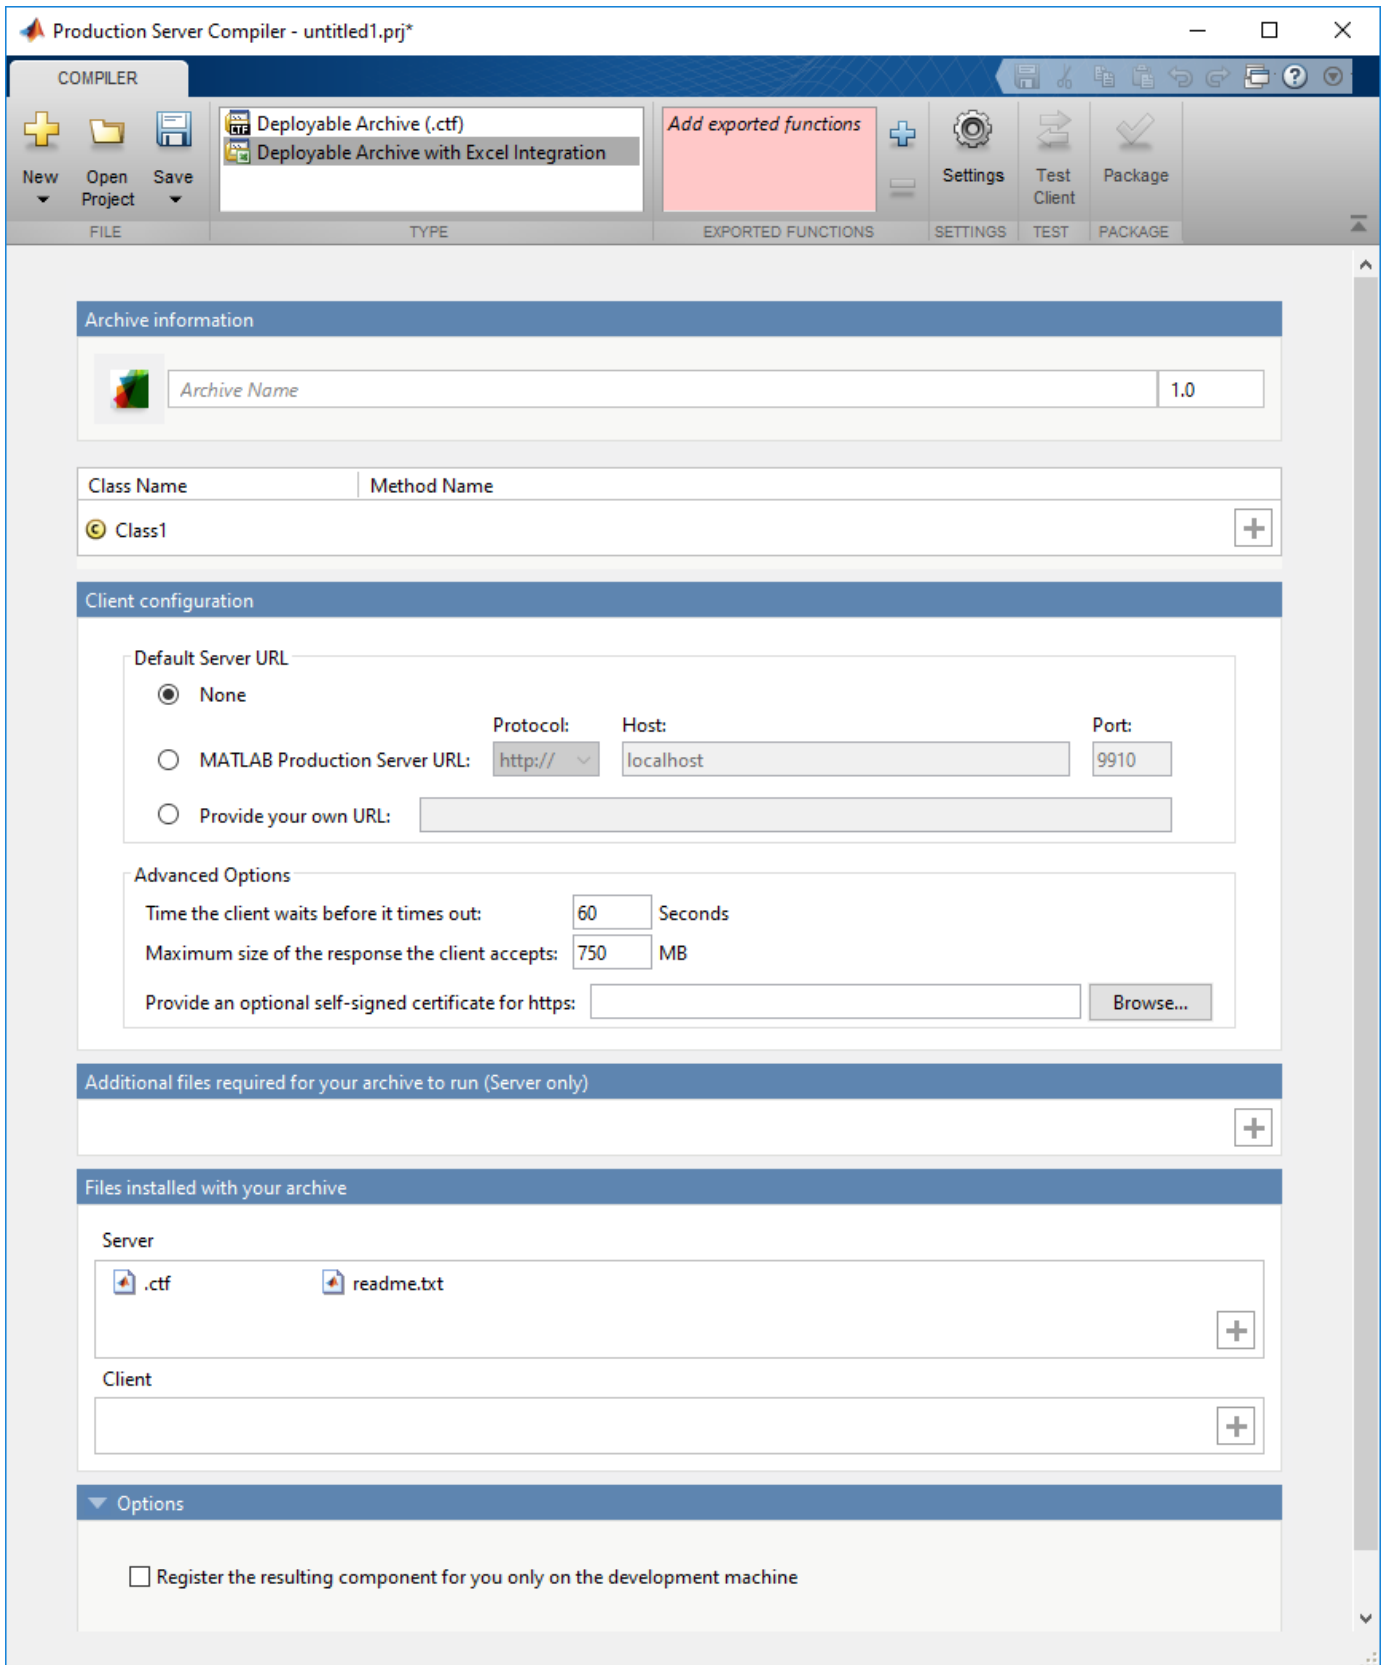 Production Server Compiler - untitled1.prj*
COMPILER
New
Open Project
Save
FILE
Deployable Archive (.ctf)
Deployable Archive with Excel Integration
TYPE
Add exported functions
EXPORTED FUNCTIONS
Settings
SETTINGS
Test Client
TEST
Package
PACKAGE
Archive information
Archive Name
1.0
Class Name
Method Name
Class1
Client configuration
Default Server URL
None
Protocol:
Host:
Port:
MATLAB Production Server URL:
http://
localhost
9910
Provide your own URL:
Advanced Options
Time the client waits before it times out:
60
Seconds
Maximum size of the response the client accepts:
750
MB
Provide an optional self-signed certificate for https:
Browse...
Additional files required for your archive to run (Server only)
Files installed with your archive
Server
.ctf
readme.txt
Client
Options
Register the resulting component for you only on the development machine